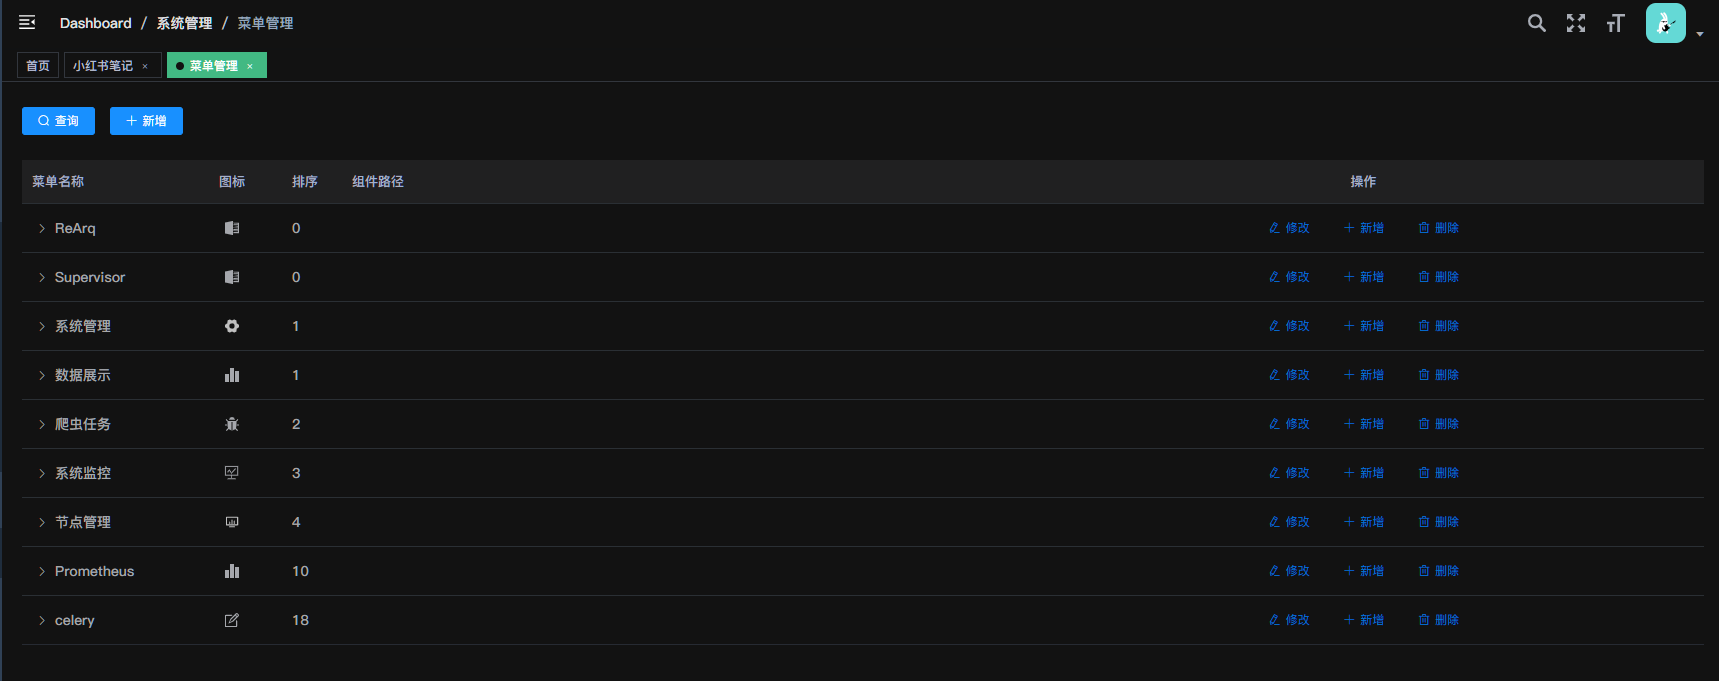 Dashboard / 系统管理 / 菜单管理
首页 小红书笔记 × 菜单管理 ×
查询 新增
菜单名称 图标 排序 组件路径 操作
ReArq 0 修改 新增 删除
Supervisor 0 修改 新增 删除
系统管理 1 修改 新增 删除
数据展示 1 修改 新增 删除
爬虫任务 2 修改 新增 删除
系统监控 3 修改 新增 删除
节点管理 4 修改 新增 删除
Prometheus 10 修改 新增 删除
celery 18 修改 新增 删除